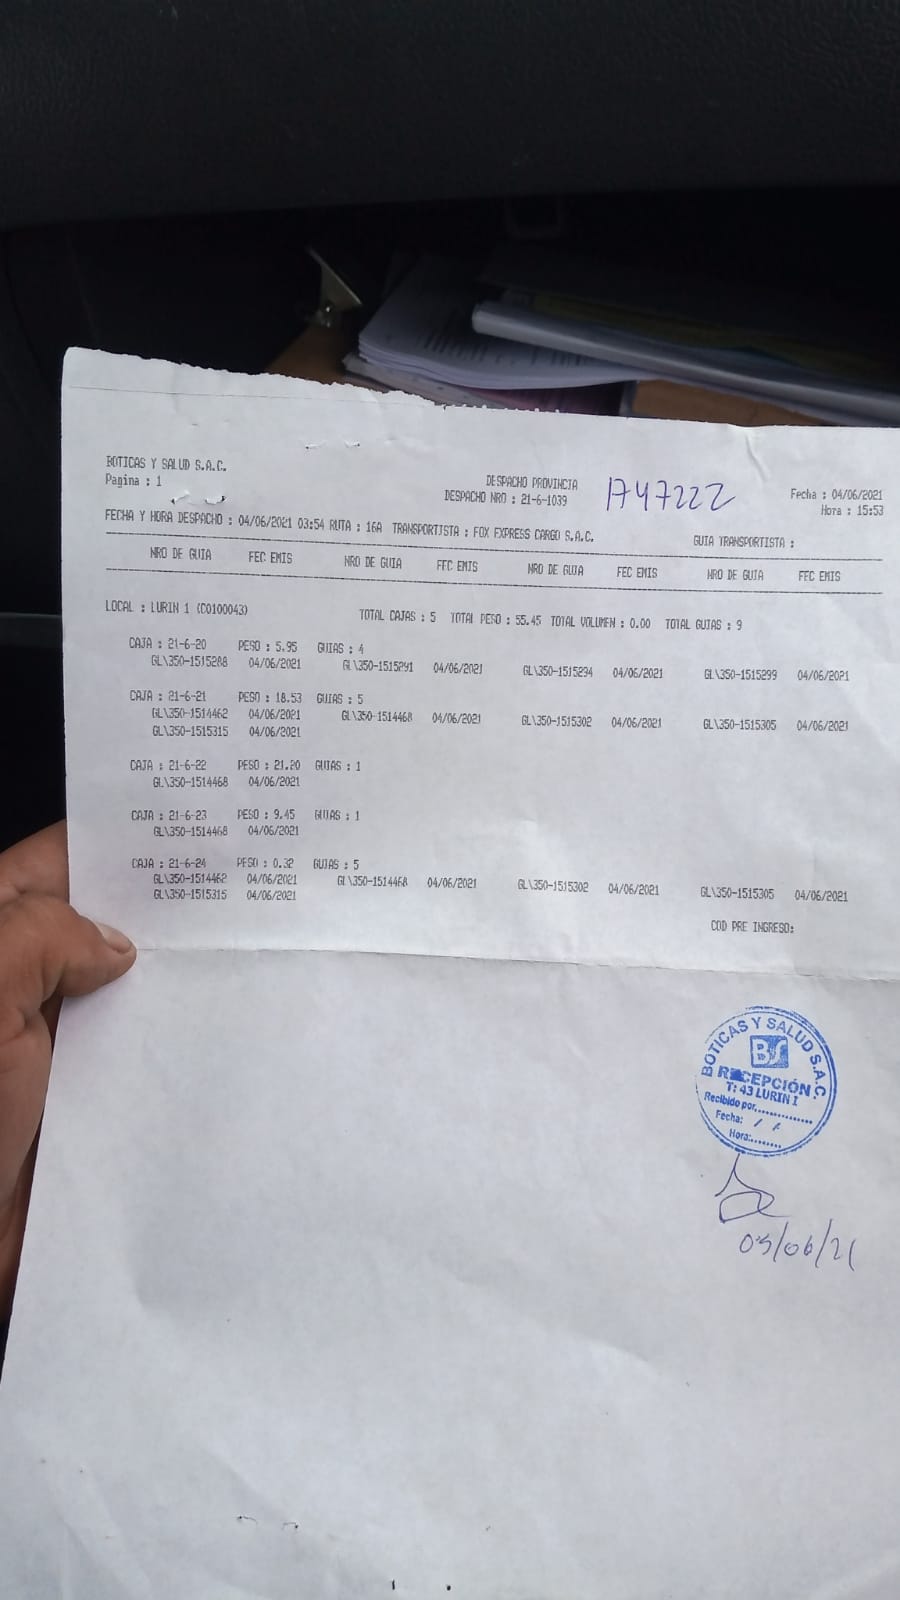 BOTICAS Y SALUD S.A.C.
Pagina : 1
DESPACHO PROVINCIA
DESPACHO NRO : 21-6-1039
1747222
Fecha : 04/06/2021
Hora : 15:53
FECHA Y HORA DESPACHO : 04/06/2021 03:54 RUTA : 16A TRANSPORTISTA : FOX EXPRESS CARGO S.A.C. GUIA TRANSPORTISTA :
NRO DE GUIA FEC EMIS NRO DE GUIA FEC EMIS NRO DE GUIA FEC EMIS NRO DE GUIA FEC EMIS
LOCAL : LURIN 1 (C0100043) TOTAL CAJAS : 5 TOTAL PESO : 55.45 TOTAL VOLUMEN : 0.00 TOTAL GUIAS : 9
CAJA : 21-6-20 PESO : 5.95 GUIAS : 4
GL\350-1515288 04/06/2021 GL\350-1515291 04/06/2021 GL\350-1515294 04/06/2021 GL\350-1515299 04/06/2021
CAJA : 21-6-21 PESO : 18.53 GUIAS : 5
GL\350-1514462 04/06/2021 GL\350-1514468 04/06/2021 GL\350-1515302 04/06/2021 GL\350-1515305 04/06/2021
GL\350-1515315 04/06/2021
CAJA : 21-6-22 PESO : 21.20 GUIAS : 1
GL\350-1514468 04/06/2021
CAJA : 21-6-23 PESO : 9.45 GUIAS : 1
GL\350-1514468 04/06/2021
CAJA : 21-6-24 PESO : 0.32 GUIAS : 5
GL\350-1514462 04/06/2021 GL\350-1514468 04/06/2021 GL\350-1515302 04/06/2021 GL\350-1515305 04/06/2021
GL\350-1515315 04/06/2021
COD PRE INGRESO:
BOTICAS Y SALUD S.A.C.
BS
RECEPCIÓN
T: 43 LURIN I
Recibido por..............
Fecha: / /
Hora:........
05/06/21